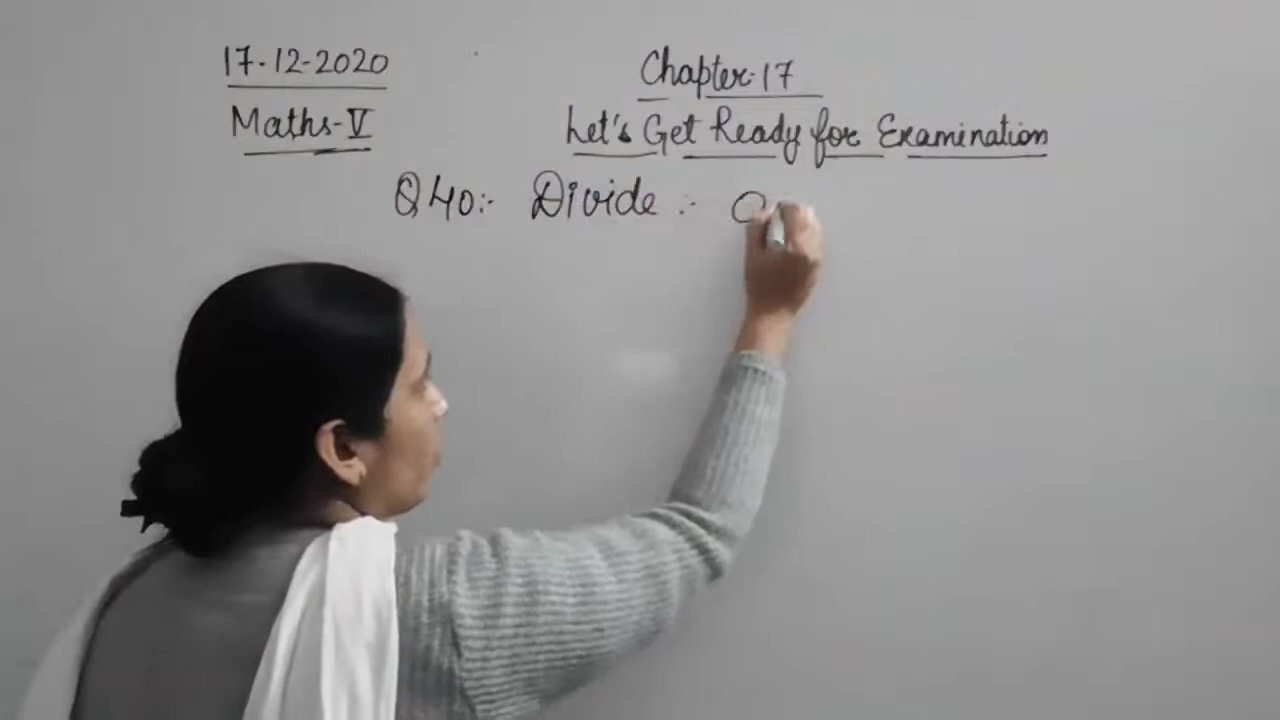 17-12-2020
Chapter-17
Maths-V
Let's Get Ready for Examination
Q40:- Divide :-